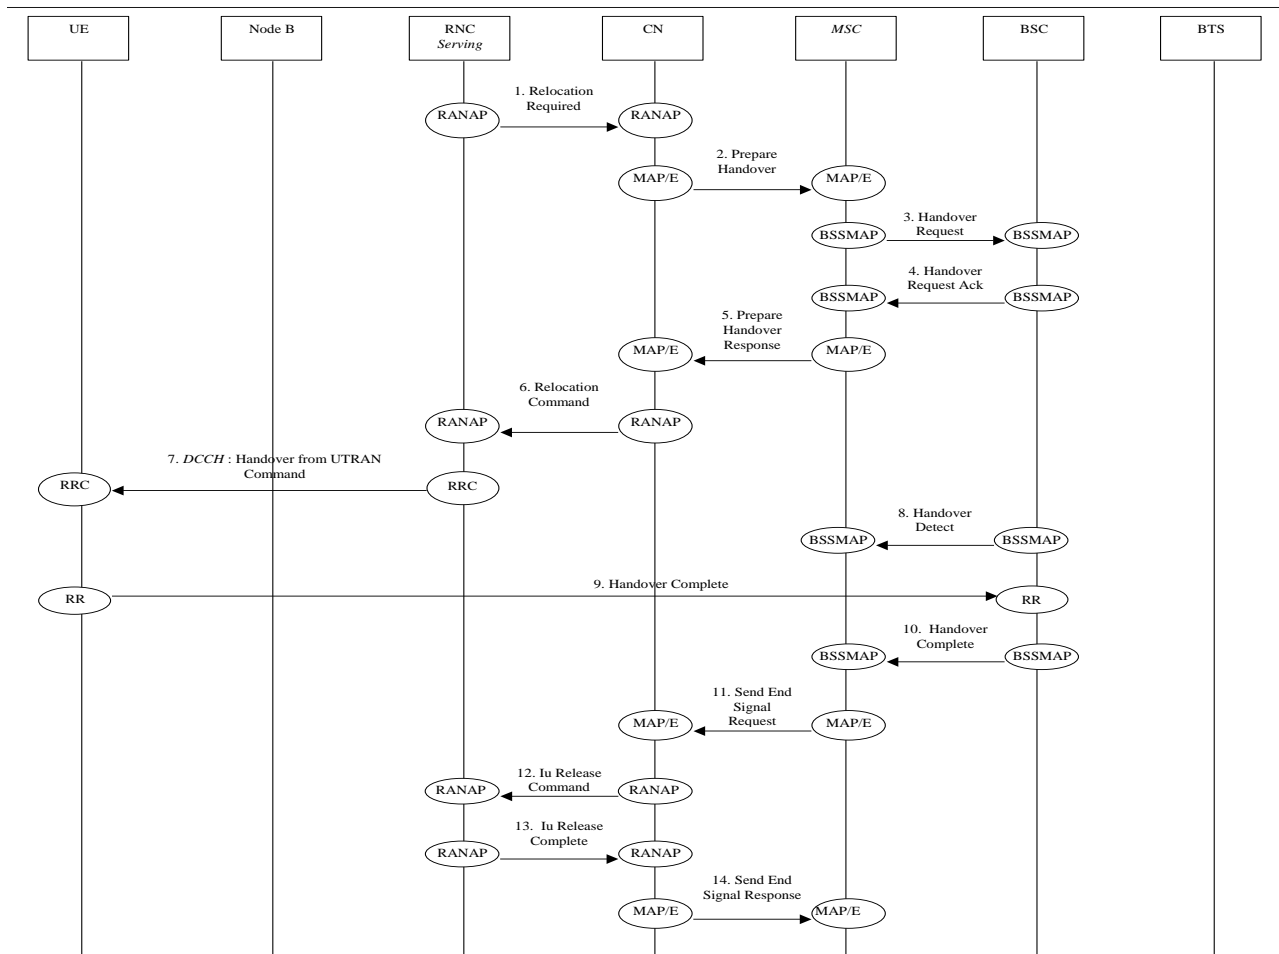 UE
Node B
RNC
Serving
CN
MSC
BSC
BTS
1. Relocation
Required
RANAP
RANAP
2. Prepare
Handover
MAP/E
MAP/E
3. Handover
Request
BSSMAP
BSSMAP
4. Handover
Request Ack
BSSMAP
BSSMAP
5. Prepare
Handover
Response
MAP/E
MAP/E
6. Relocation
Command
RANAP
RANAP
7. DCCH : Handover from UTRAN
Command
RRC
RRC
8. Handover
Detect
BSSMAP
BSSMAP
9. Handover Complete
RR
RR
10. Handover
Complete
BSSMAP
BSSMAP
11. Send End
Signal
Request
MAP/E
MAP/E
12. Iu Release
Command
RANAP
RANAP
13. Iu Release
Complete
RANAP
RANAP
14. Send End
Signal Response
MAP/E
MAP/E